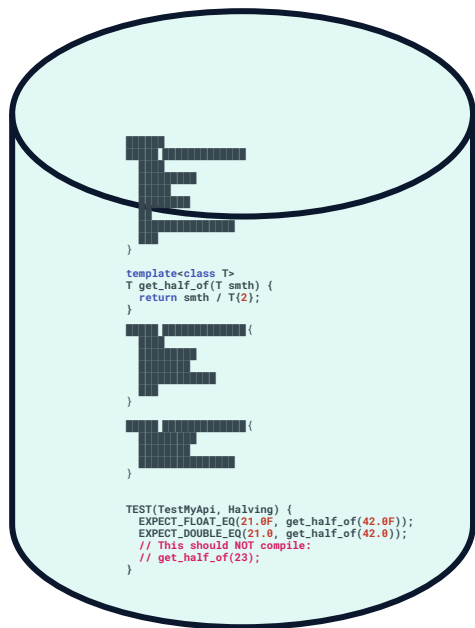 }
template<class T>
T get_half_of(T smth) {
  return smth / T{2};
}
{
}
{
}
TEST(TestMyApi, Halving) {
  EXPECT_FLOAT_EQ(21.0F, get_half_of(42.0F));
  EXPECT_DOUBLE_EQ(21.0, get_half_of(42.0));
  // This should NOT compile:
  // get_half_of(23);
}